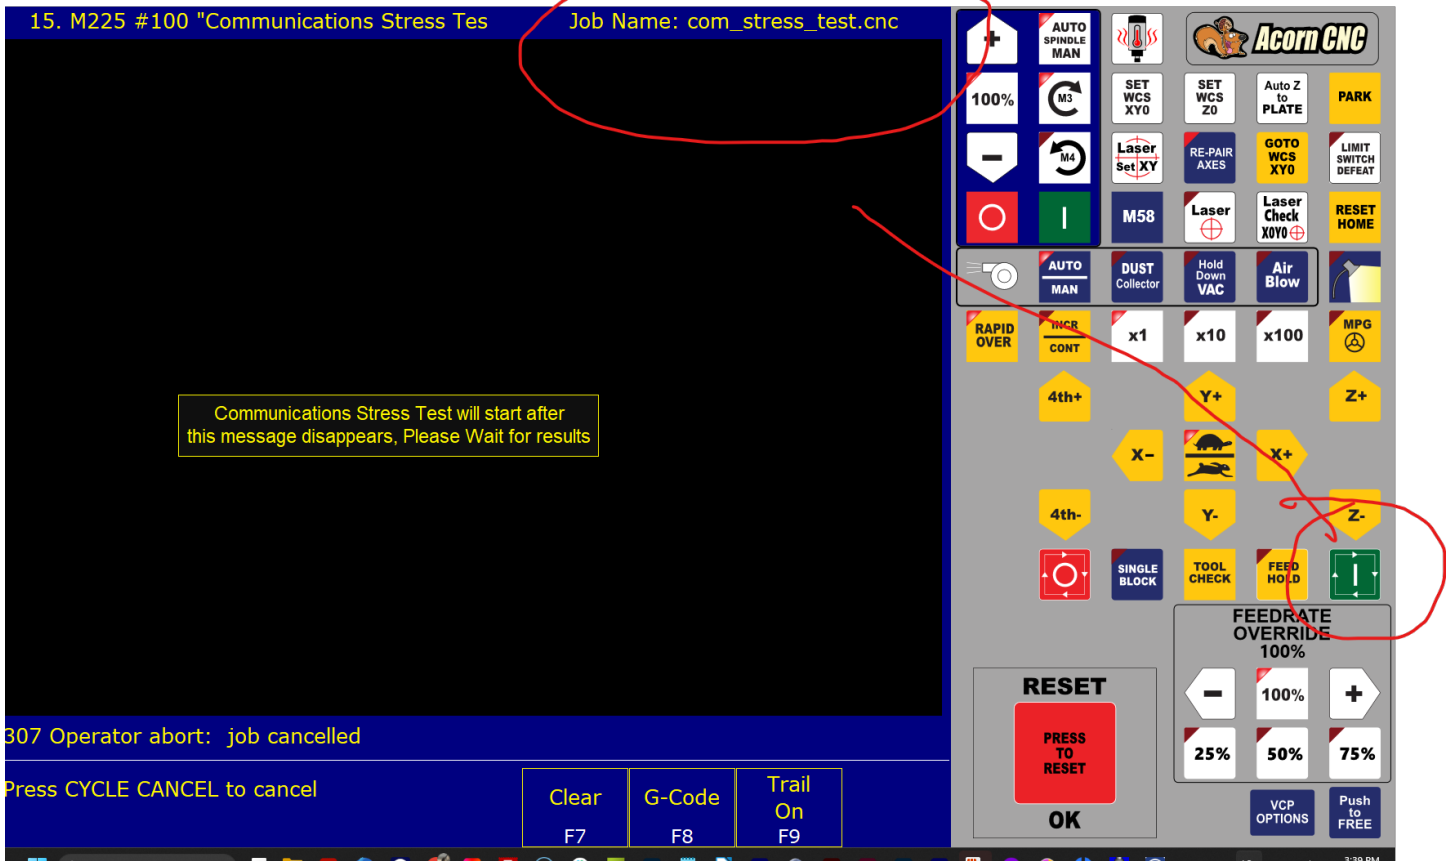 15. M225 #100 "Communications Stress Tes
Job Name: com_stress_test.cnc
Communications Stress Test will start after
this message disappears, Please Wait for results
307 Operator abort: job cancelled
Press CYCLE CANCEL to cancel
Clear
F7
G-Code
F8
Trail
On
F9
+
AUTO
SPINDLE
MAN
Acorn CNC
100%
M3
SET
WCS
XY0
SET
WCS
Z0
Auto Z
to
PLATE
PARK
−
M4
Laser
Set XY
RE-PAIR
AXES
GOTO
WCS
XY0
LIMIT
SWITCH
DEFEAT
M58
Laser
Laser
Check
X0Y0
RESET
HOME
AUTO
MAN
DUST
Collector
Hold
Down
VAC
Air
Blow
RAPID
OVER
INCR
CONT
x1
x10
x100
MPG
4th+
Y+
Z+
X-
X+
4th-
Y-
Z-
SINGLE
BLOCK
TOOL
CHECK
FEED
HOLD
FEEDRATE
OVERRIDE
100%
−
100%
+
25%
50%
75%
RESET
PRESS
TO
RESET
OK
VCP
OPTIONS
Push
to
FREE
3:39 PM